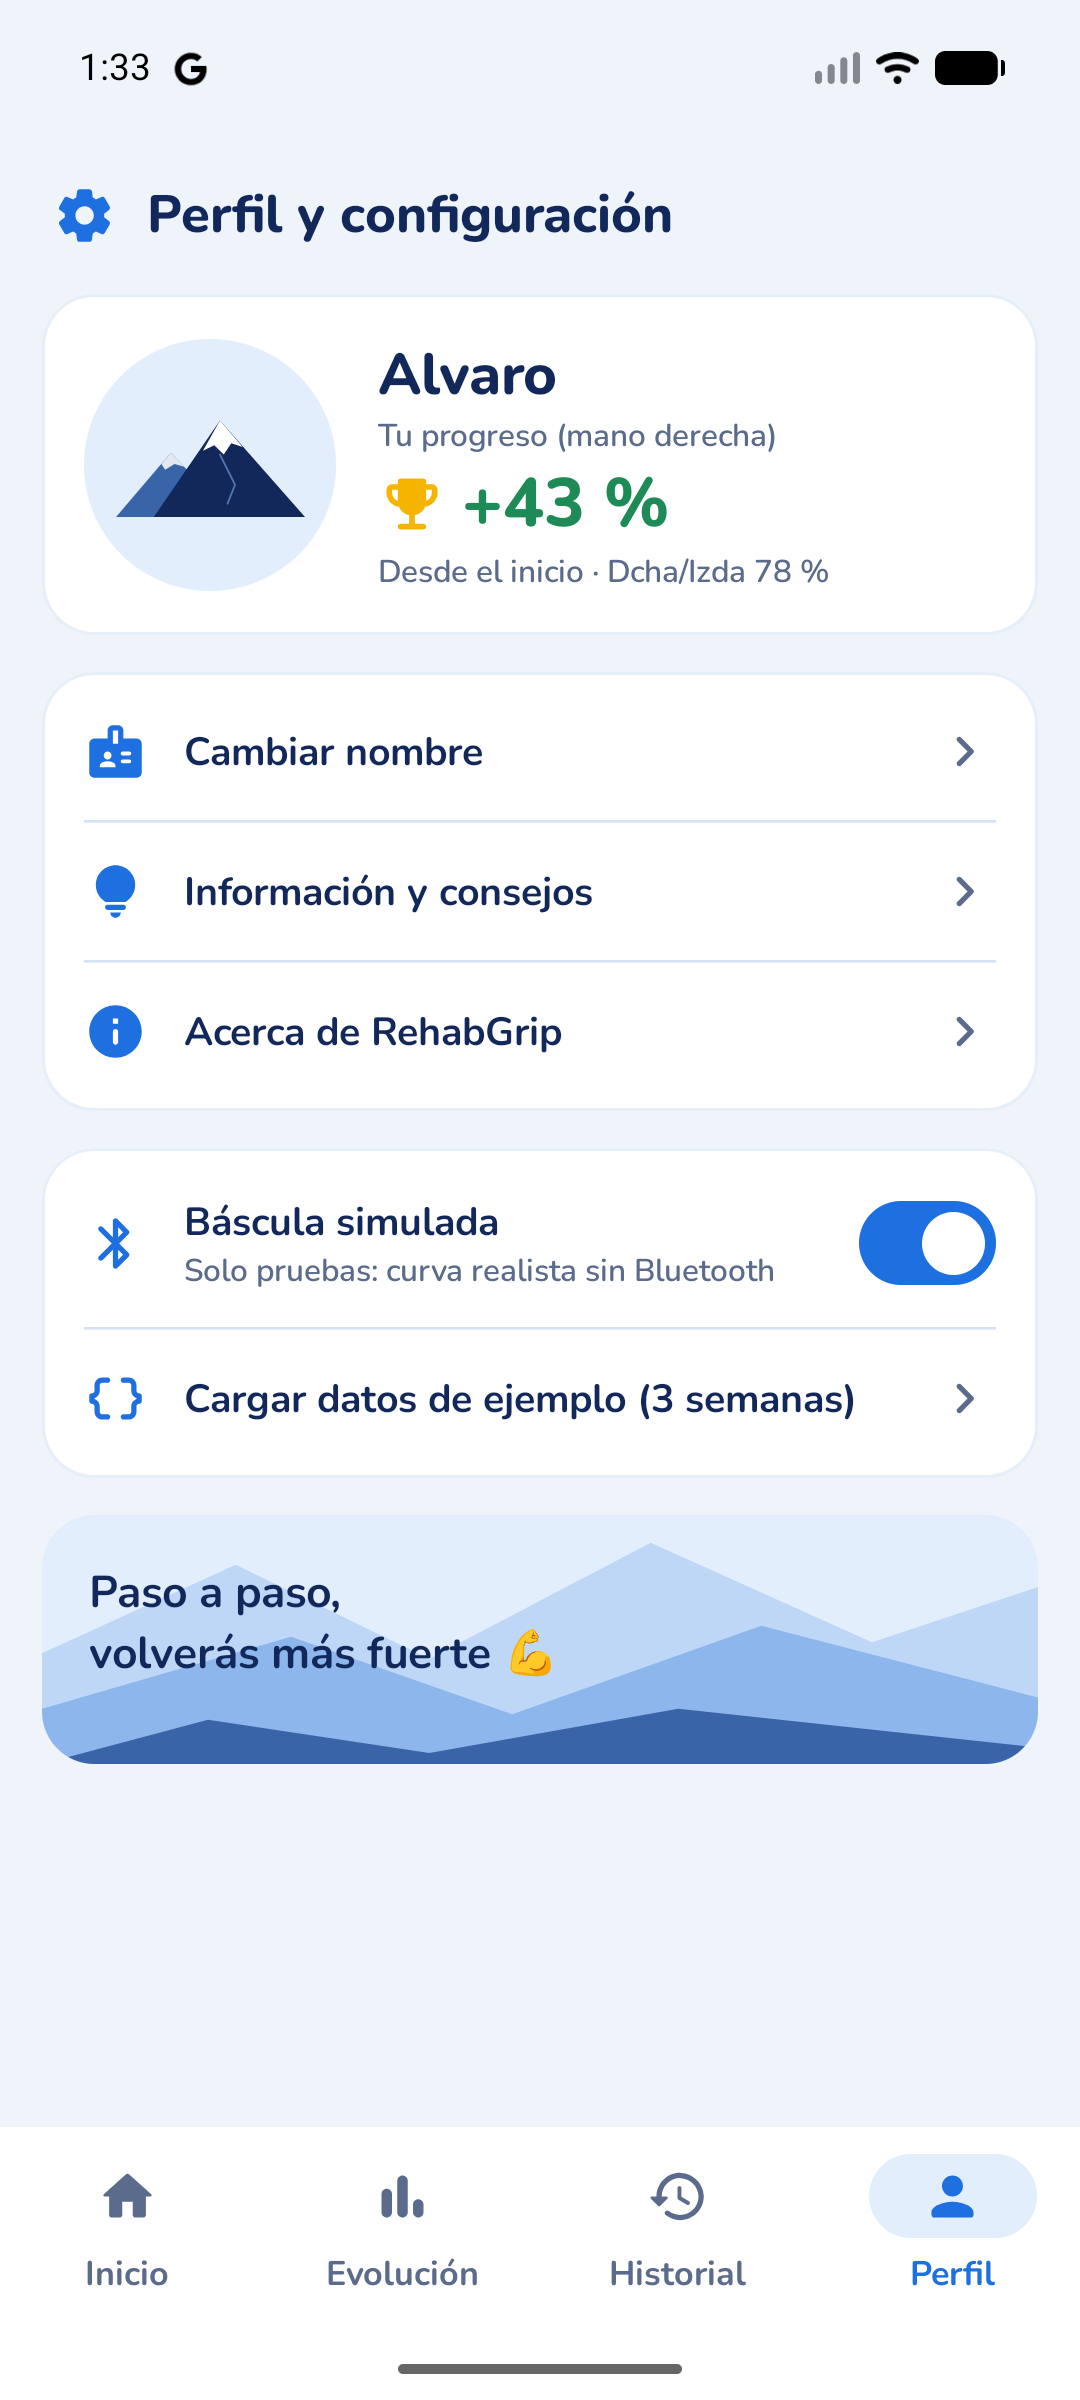 1:33 G
Perfil y configuración
Alvaro
Tu progreso (mano derecha)
+43 %
Desde el inicio · Dcha/Izda 78 %
Cambiar nombre
Información y consejos
Acerca de RehabGrip
Báscula simulada
Solo pruebas: curva realista sin Bluetooth
Cargar datos de ejemplo (3 semanas)
Paso a paso,
volverás más fuerte 💪
Inicio
Evolución
Historial
Perfil